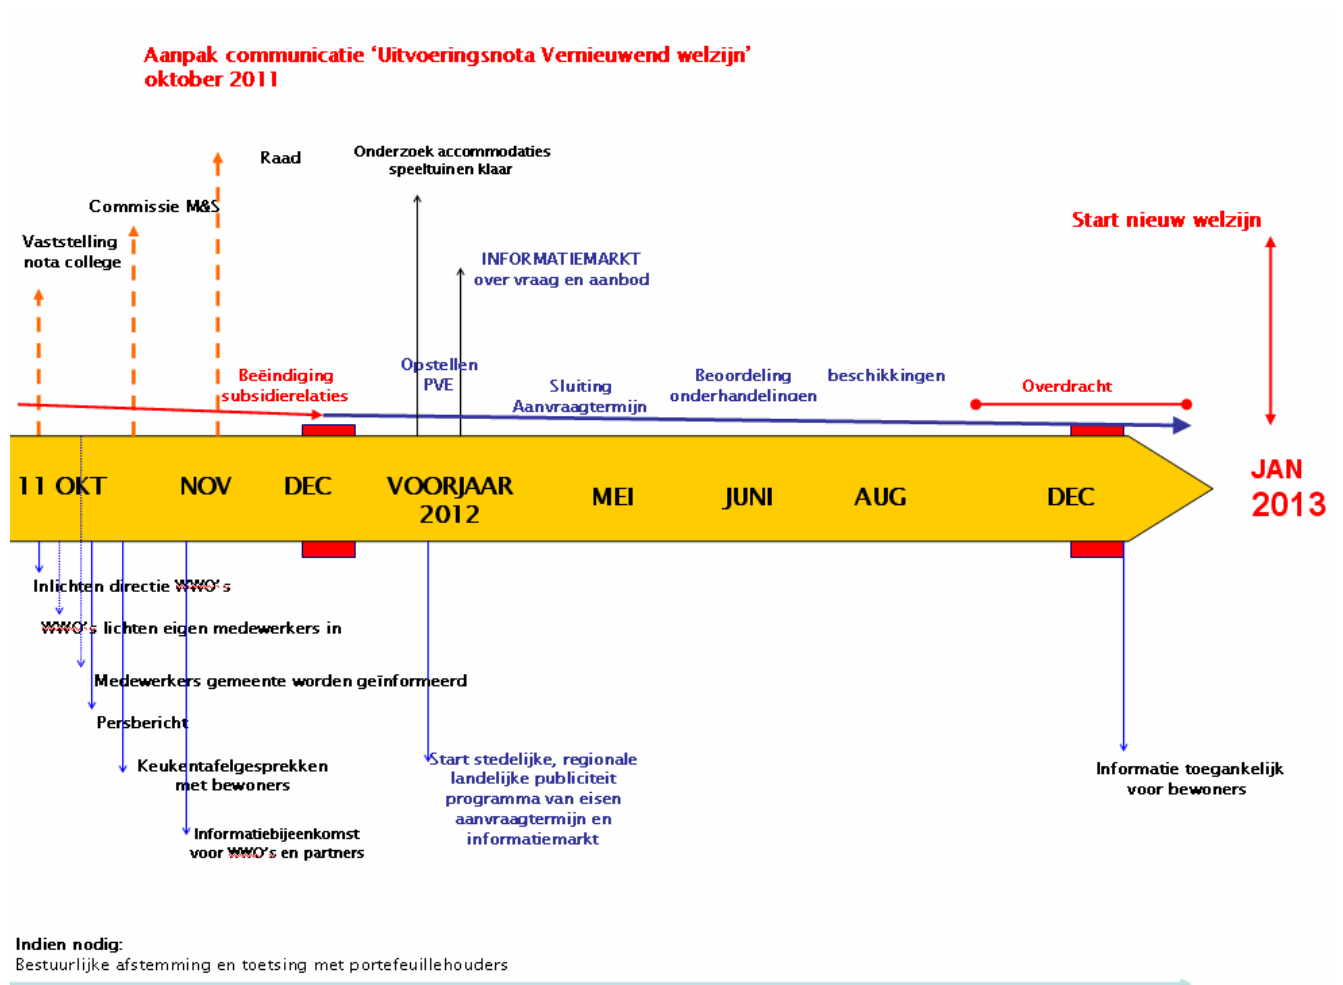 Aanpak communicatie ‘Uitvoeringsnota Vernieuwend welzijn’
oktober 2011
Raad
Onderzoek accommodaties
speeltuinen klaar
Commissie M&S
Start nieuw welzijn
Vaststelling
nota college
INFORMATIEMARKT
over vraag en aanbod
Beëindiging
subsidierelaties
Opstellen
PVE
Sluiting
Aanvraagtermijn
Beoordeling
onderhandelingen
beschikkingen
Overdracht
11 OKT
NOV
DEC
VOORJAAR
2012
MEI
JUNI
AUG
DEC
JAN
2013
Inlichten directie WWO’s
WWO’s lichten eigen medewerkers in
Medewerkers gemeente worden geïnformeerd
Persbericht
Keukentafelgesprekken
met bewoners
Informatiebijeenkomst
voor WWO’s en partners
Start stedelijke, regionale
landelijke publiciteit
programma van eisen
aanvraagtermijn en
informatiemarkt
Informatie toegankelijk
voor bewoners
Indien nodig:
Bestuurlijke afstemming en toetsing met portefeuillehouders